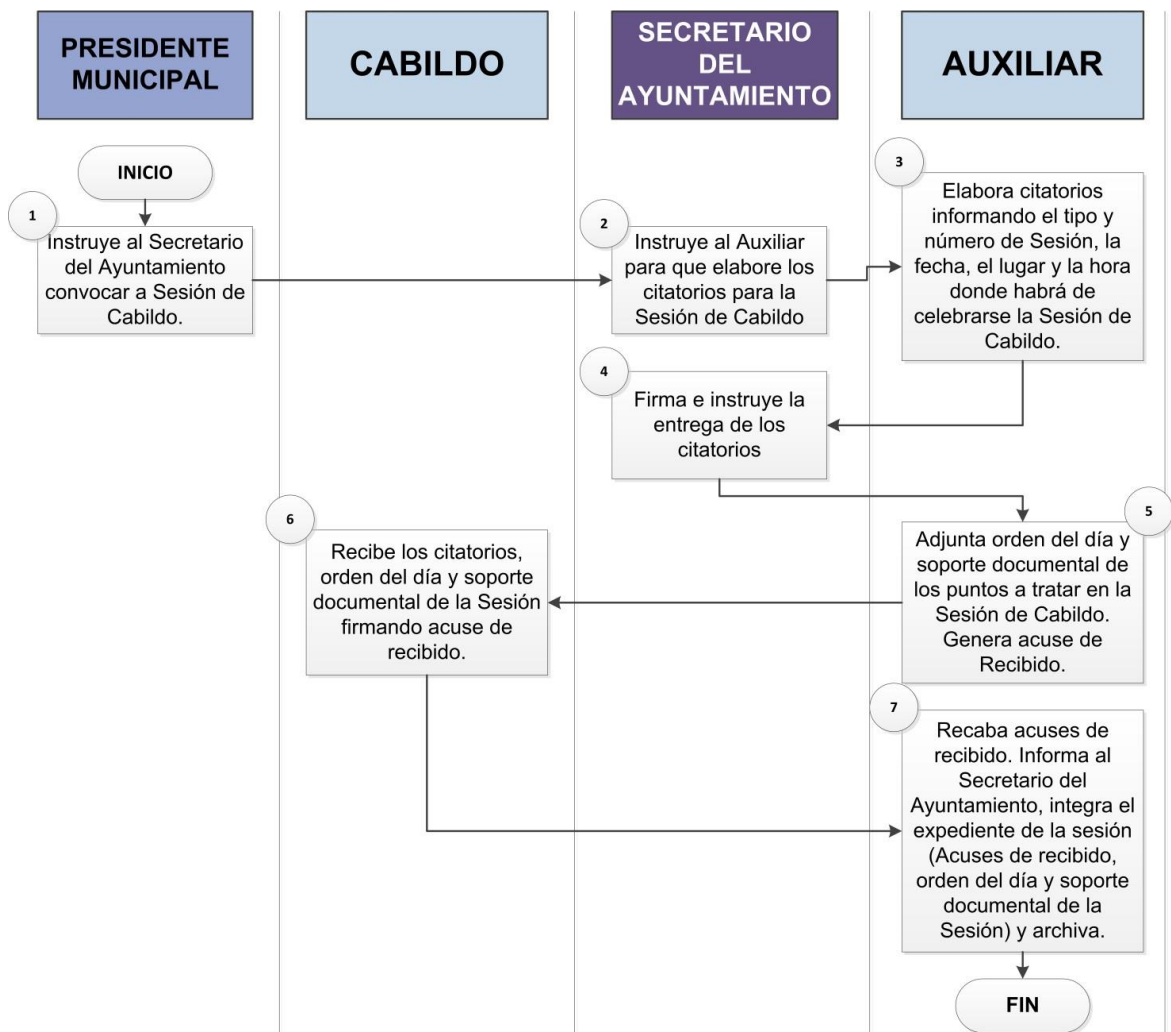 PRESIDENTE
MUNICIPAL
CABILDO
SECRETARIO
DEL
AYUNTAMIENTO
AUXILIAR
INICIO
1
Instruye al Secretario
del Ayuntamiento
convocar a Sesión de
Cabildo.
2
Instruye al Auxiliar
para que elabore los
citatorios para la
Sesión de Cabildo
3
Elabora citatorios
informando el tipo y
número de Sesión, la
fecha, el lugar y la hora
donde habrá de
celebrarse la Sesión de
Cabildo.
4
Firma e instruye la
entrega de los
citatorios
5
Adjunta orden del día y
soporte documental de
los puntos a tratar en la
Sesión de Cabildo.
Genera acuse de
Recibido.
6
Recibe los citatorios,
orden del día y soporte
documental de la Sesión
firmando acuse de
recibido.
7
Recaba acuses de
recibido. Informa al
Secretario del
Ayuntamiento, integra el
expediente de la sesión
(Acuses de recibido,
orden del día y soporte
documental de la
Sesión) y archiva.
FIN